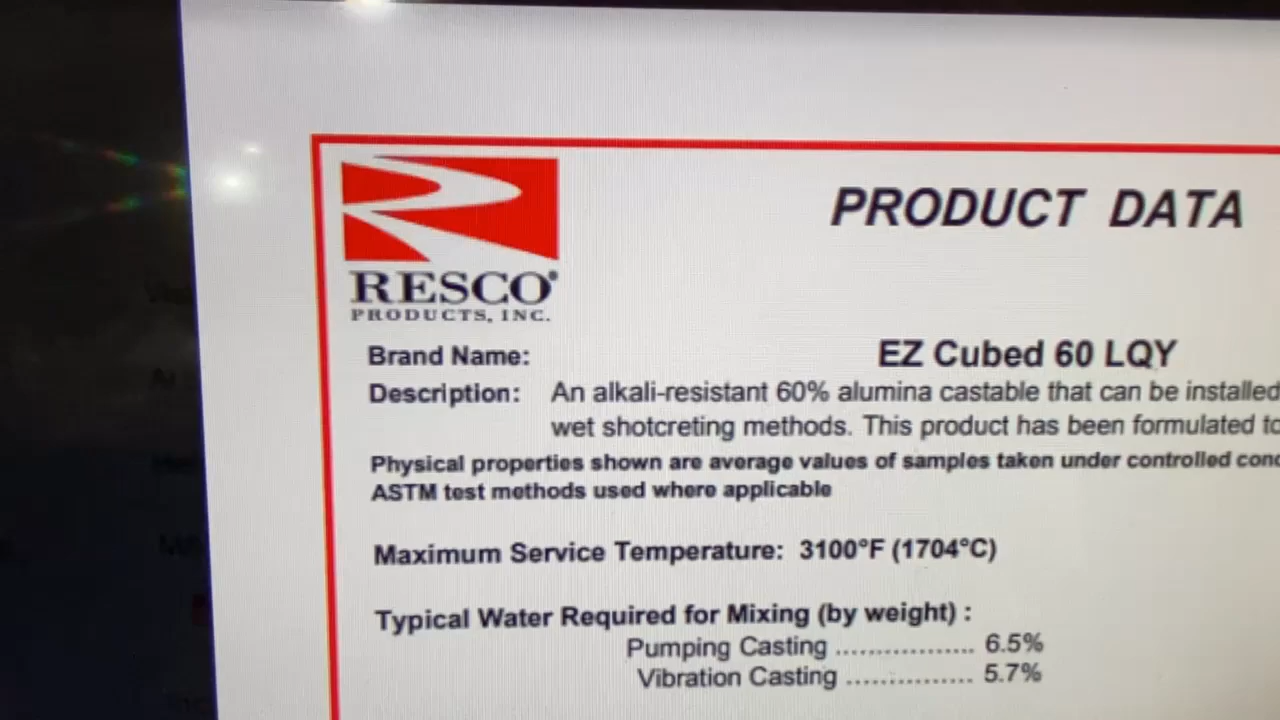 PRODUCT DATA
RESCO®
PRODUCTS, INC.
Brand Name: EZ Cubed 60 LQY
Description: An alkali-resistant 60% alumina castable that can be installed
wet shotcreting methods. This product has been formulated
Physical properties shown are average values of samples taken under controlled
ASTM test methods used where applicable
Maximum Service Temperature: 3100°F (1704°C)
Typical Water Required for Mixing (by weight) :
Pumping Casting ................. 6.5%
Vibration Casting ............... 5.7%